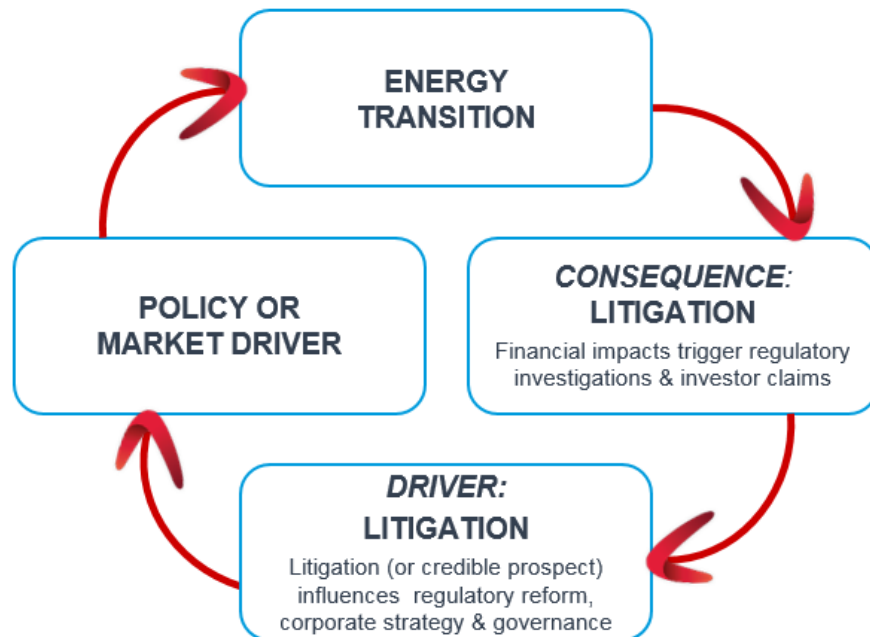 ENERGY
TRANSITION
CONSEQUENCE:
LITIGATION
Financial impacts trigger regulatory
investigations & investor claims
POLICY OR
MARKET DRIVER
DRIVER:
LITIGATION
Litigation (or credible prospect)
influences  regulatory reform,
corporate strategy & governance